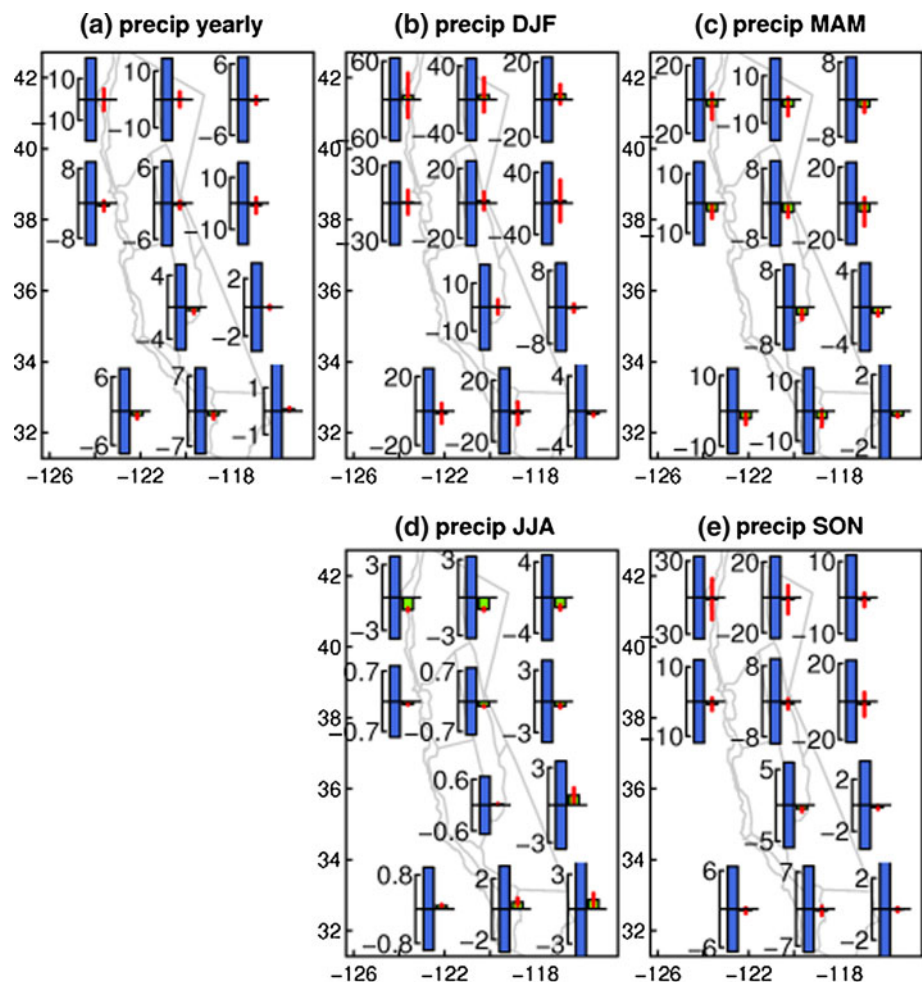 (a) precip yearly (b) precip DJF (c) precip MAM
42 10 −10 10 −10 6 −6 60 60 40 −40 20 −20 20 20 10 −10 8 −8
40
38 8 −8 6 −6 10 −10 30 −30 20 −20 40 −40 10 −10 8 −8 20 −20
36 4 −4 2 −2 10 −10 8 −8 8 −8 4 −4
34
32 6 −6 7 −7 1 −1 20 −20 20 −20 4 −4 10 −10 10 −10 2 −2
−126 −122 −118 −126 −122 −118 −126 −122 −118
(d) precip JJA (e) precip SON
42 3 −3 3 −3 4 −4 30 −30 20 −20 10 −10
40
38 0.7 −0.7 0.7 −0.7 3 −3 10 −10 8 −8 20 −20
36 0.6 −0.6 3 −3 5 −5 2 −2
34
32 0.8 −0.8 2 −2 3 −3 6 −6 7 −7 2 −2
−126 −122 −118 −126 −122 −118